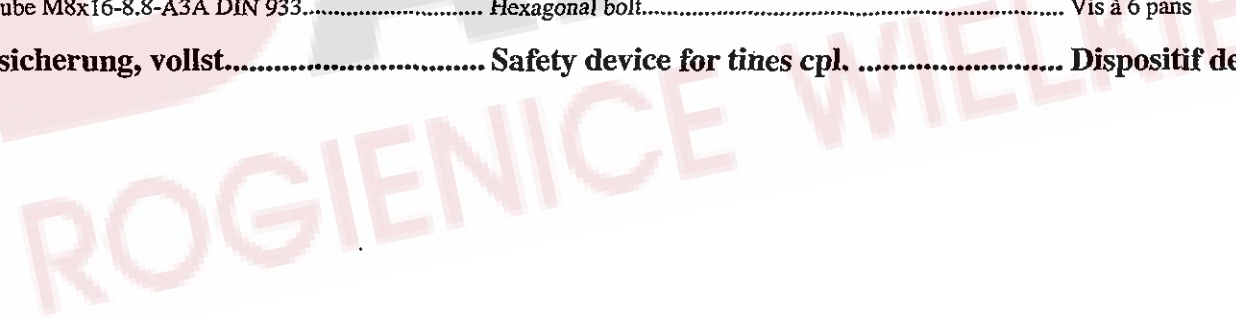 ube M8x16-8.8-A3A DIN 933............................ Hexagonal bolt.................................................................. Vis à 6 pans
sicherung, vollst.............................. Safety device for tines cpl. ........................ Dispositif de
ROGIENICE WIELKIE